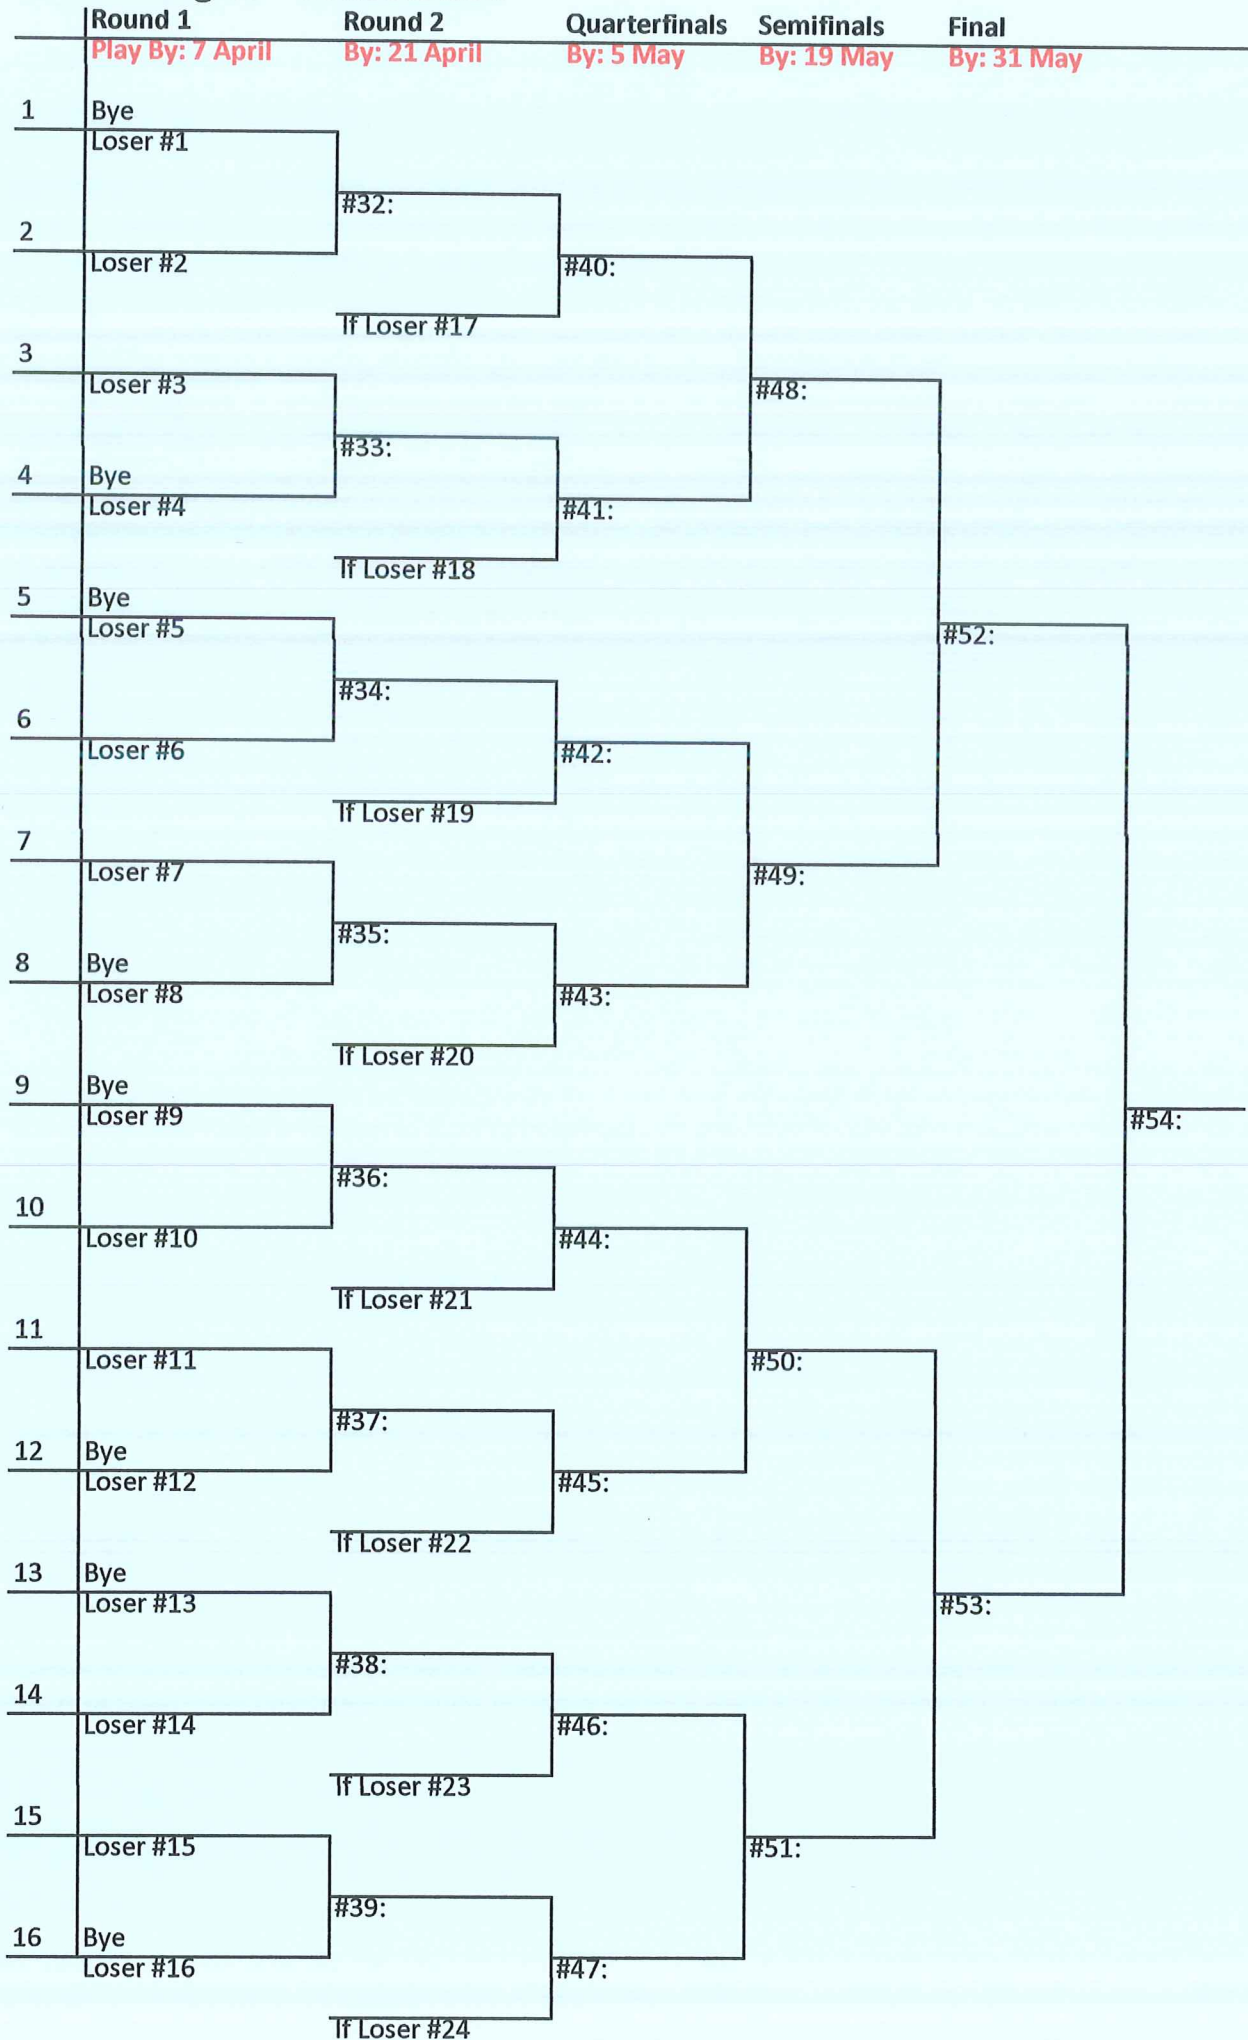 Round 1 Round 2 Quarterfinals Semifinals Final
Play By: 7 April By: 21 April By: 5 May By: 19 May By: 31 May
1 Bye
Loser #1
#32:
2
Loser #2
#40:
If Loser #17
3
Loser #3
#48:
#33:
4 Bye
Loser #4
#41:
If Loser #18
5 Bye
Loser #5
#52:
#34:
6
Loser #6
#42:
If Loser #19
7
Loser #7
#49:
#35:
8 Bye
Loser #8
#43:
If Loser #20
9 Bye
Loser #9
#54:
#36:
10
Loser #10
#44:
If Loser #21
11
Loser #11
#50:
#37:
12 Bye
Loser #12
#45:
If Loser #22
13 Bye
Loser #13
#53:
#38:
14
Loser #14
#46:
If Loser #23
15
Loser #15
#51:
#39:
16 Bye
Loser #16
#47:
If Loser #24